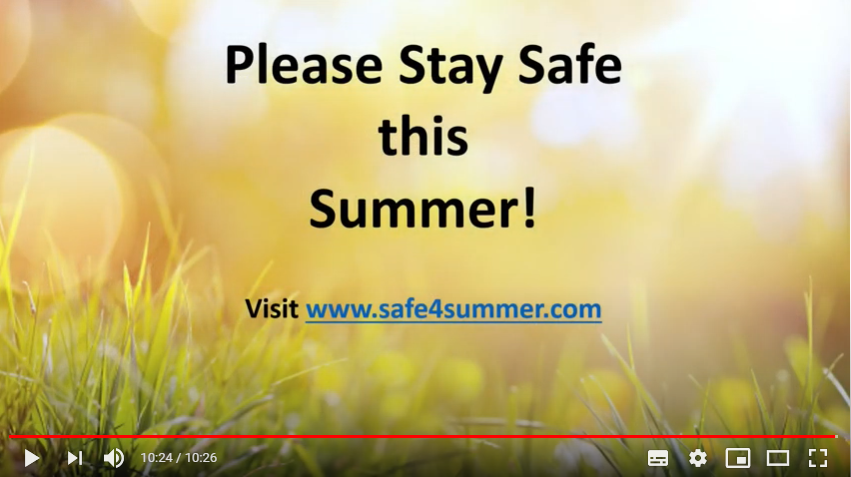 Please Stay Safe
this
Summer!
Visit www.safe4summer.com
10:24 / 10:26